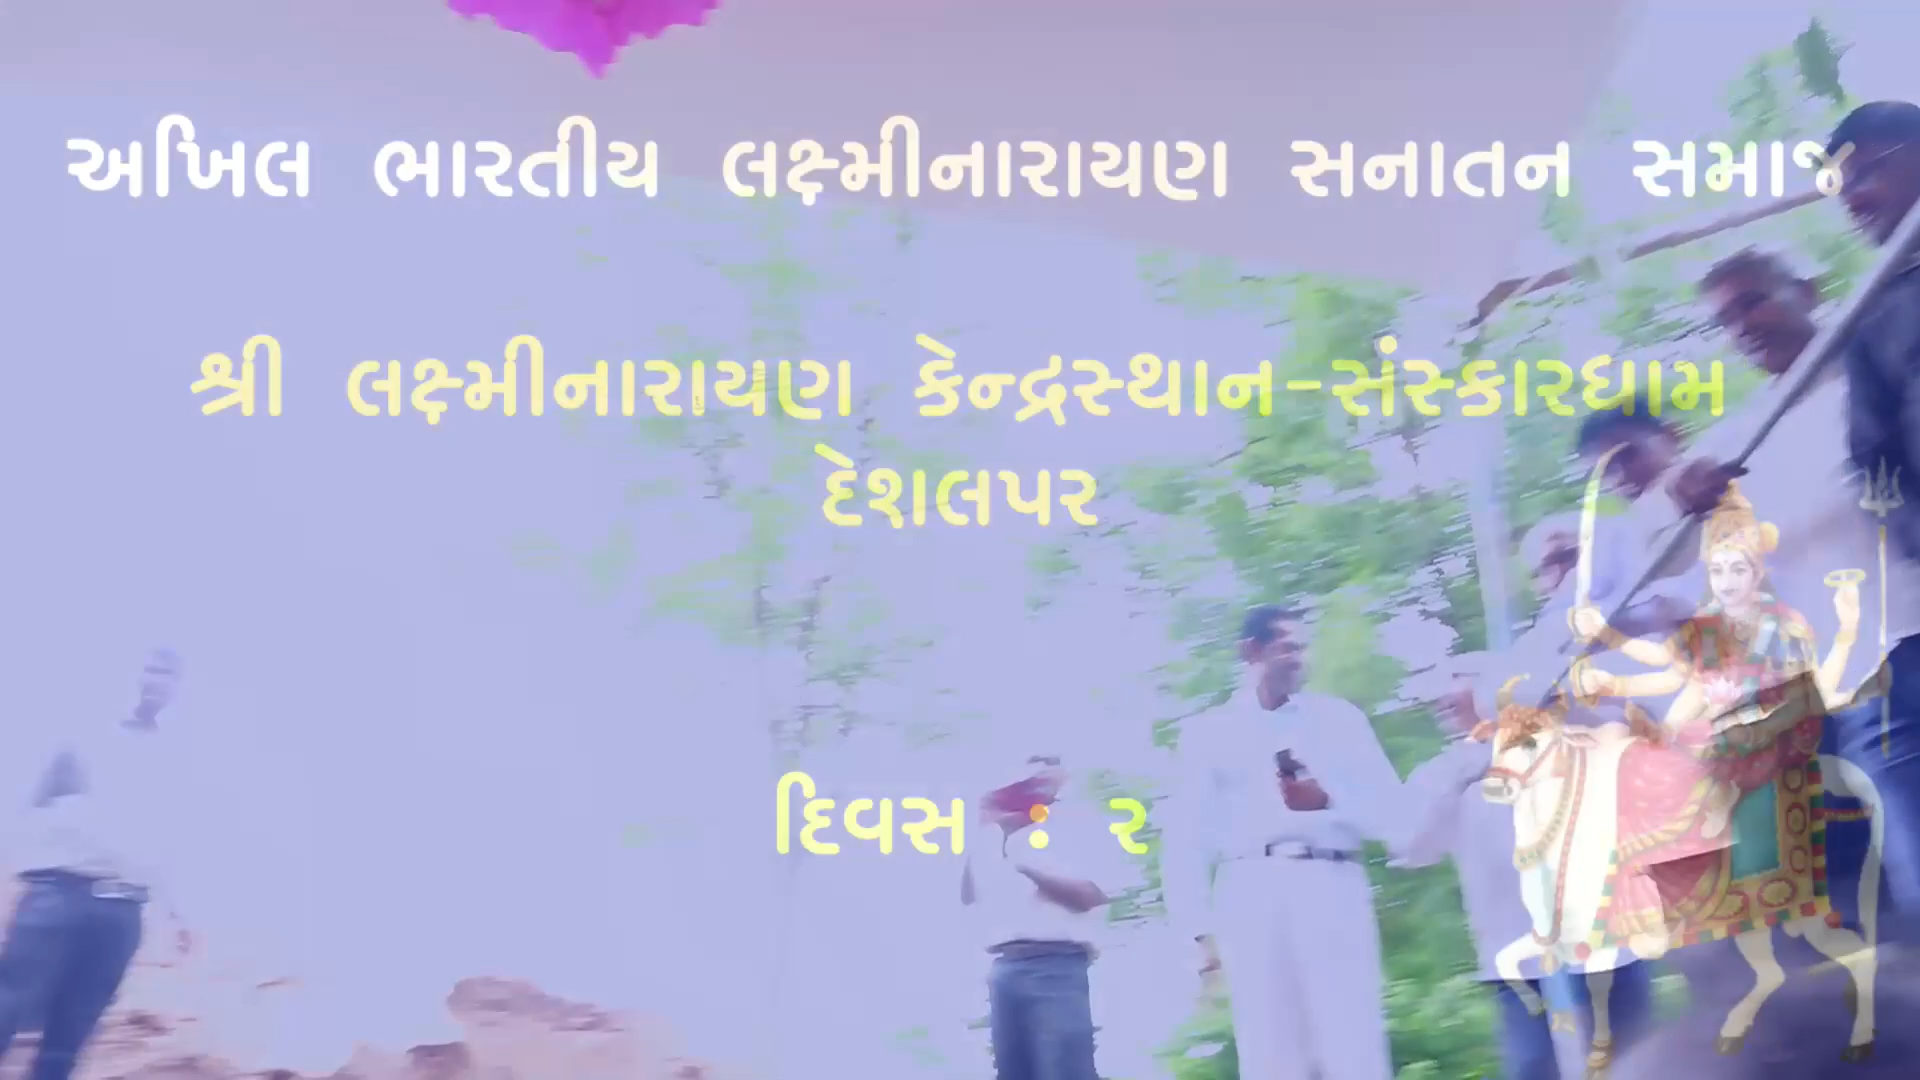 અખિલ ભારતીય લક્ષ્મીનારાયણ સનાતન સમાજ
શ્રી લક્ષ્મીનારાયણ કેન્દ્રસ્થાન-સંસ્કારધામ
દેશલપર
દિવસ : ૨